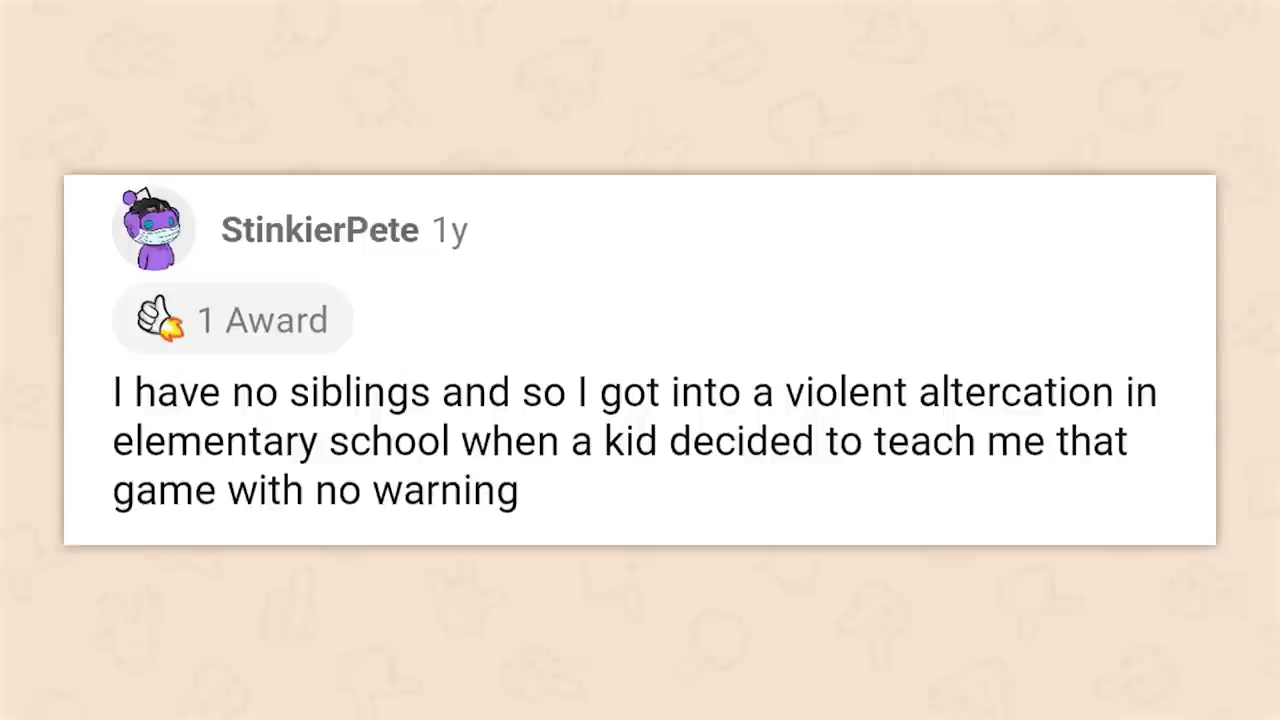 StinkierPete 1y
1 Award
I have no siblings and so I got into a violent altercation in
elementary school when a kid decided to teach me that
game with no warning